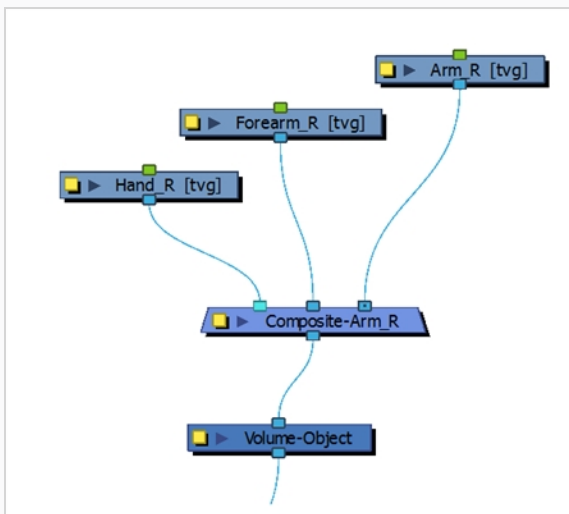 Arm_R [tvg]
Forearm_R [tvg]
Hand_R [tvg]
Composite-Arm_R
Volume-Object